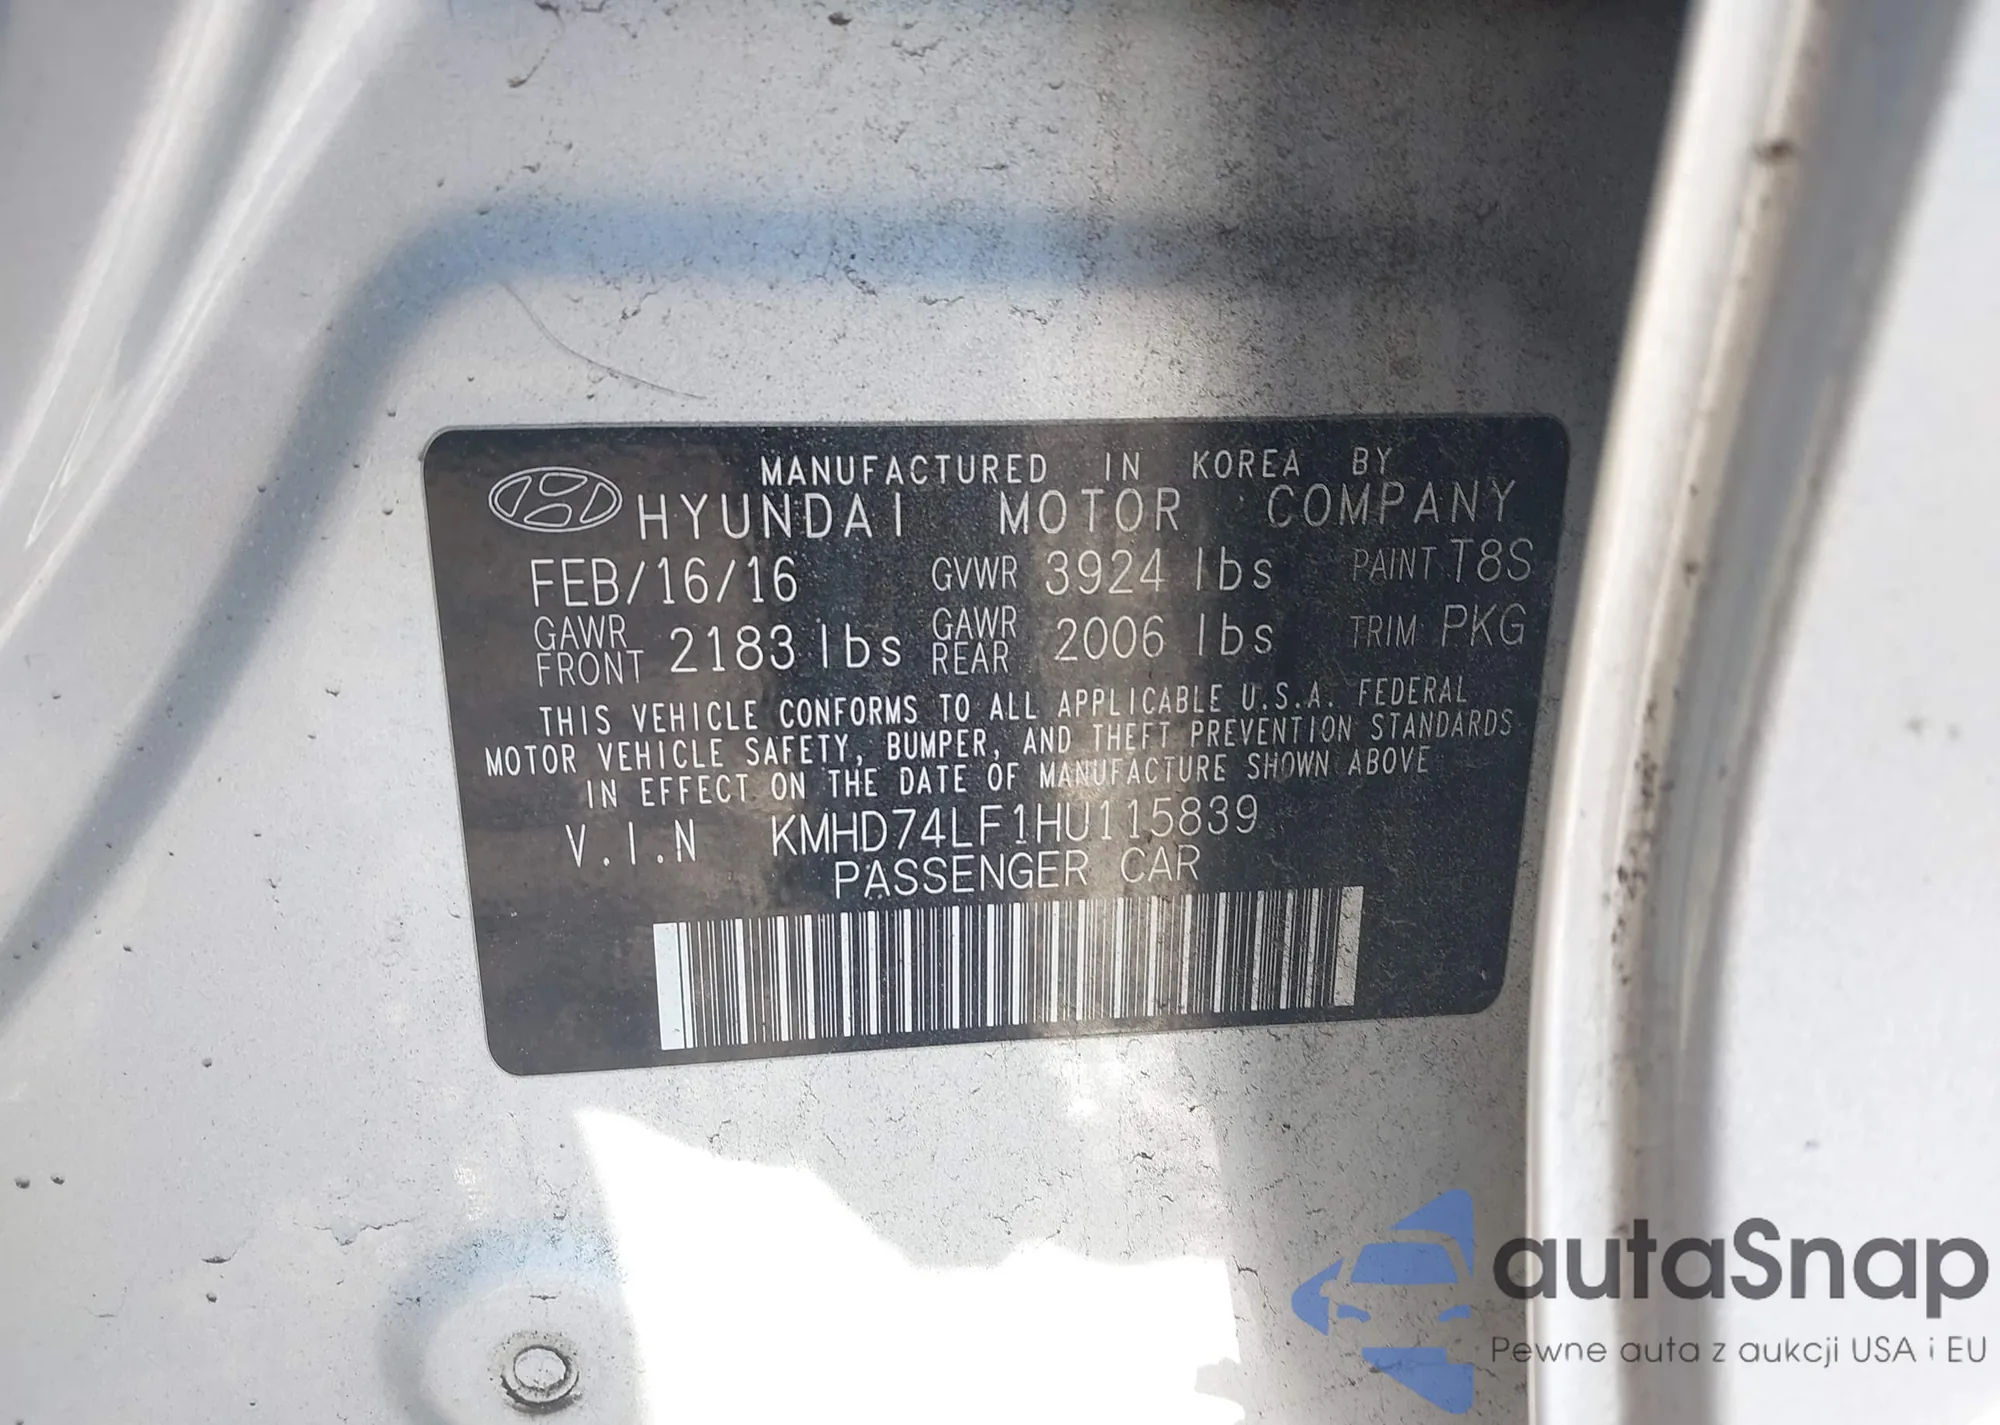 MANUFACTURED IN KOREA BY
HYUNDAI MOTOR COMPANY
FEB/16/16 GVWR 3924 lbs PAINT T8S
GAWR FRONT 2183 lbs GAWR REAR 2006 lbs TRIM PKG
THIS VEHICLE CONFORMS TO ALL APPLICABLE U.S.A. FEDERAL
MOTOR VEHICLE SAFETY, BUMPER, AND THEFT PREVENTION STANDARDS
IN EFFECT ON THE DATE OF MANUFACTURE SHOWN ABOVE
V.I.N KMHD74LF1HU115839
PASSENGER CAR
autaSnap
Pewne auta z aukcji USA i EU